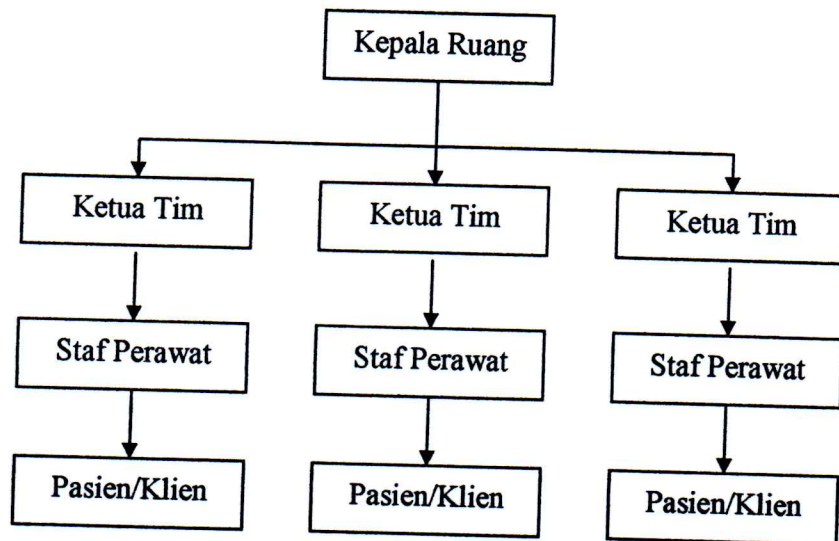 Kepala Ruang
Ketua Tim
Ketua Tim
Ketua Tim
Staf Perawat
Staf Perawat
Staf Perawat
Pasien/Klien
Pasien/Klien
Pasien/Klien